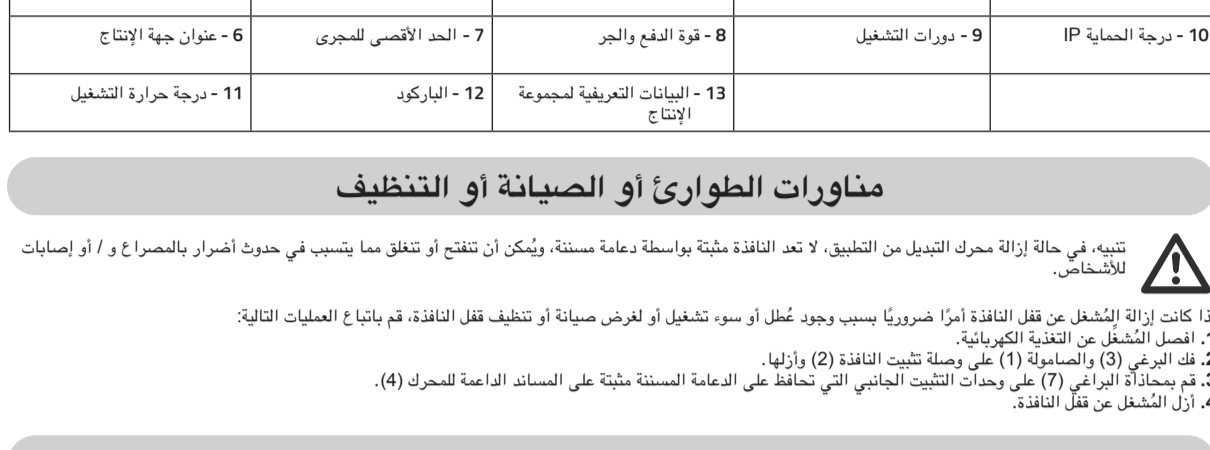 6 - عنوان جهة الإنتاج
7 - الحد الأقصى للمجرى
8 - قوة الدفع والجر
9 - دورات التشغيل
10 - درجة الحماية IP
11 - درجة حرارة التشغيل
12 - الباركود
13 - البيانات التعريفية لمجموعة
الإنتاج
مناورات الطوارئ أو الصيانة أو التنظيف
تنبيه، في حالة إزالة محرك التبديل من التطبيق، لا تعد النافذة مثبتة بواسطة دعامة مسننة، ويُمكن أن تنفتح أو تنغلق مما يتسبب في حدوث أضرار بالمصراع و / أو إصابات
للأشخاص.
ذا كانت إزالة المُشغل عن قفل النافذة أمرًا ضروريًا بسبب وجود عُطل أو سوء تشغيل أو لغرض صيانة أو تنظيف قفل النافذة، قم باتباع العمليات التالية:
1. افصل المُشغِّل عن التغذية الكهربائية.
2. فك البرغي (3) والصامولة (1) على وصلة تثبيت النافذة (2) وأزلها.
3. قم بمحاذاة البراغي (7) على وحدات التثبيت الجانبي التي تحافظ على الدعامة المسننة مثبتة على المساند الداعمة للمحرك (4).
4. أزل المُشغل عن قفل النافذة.